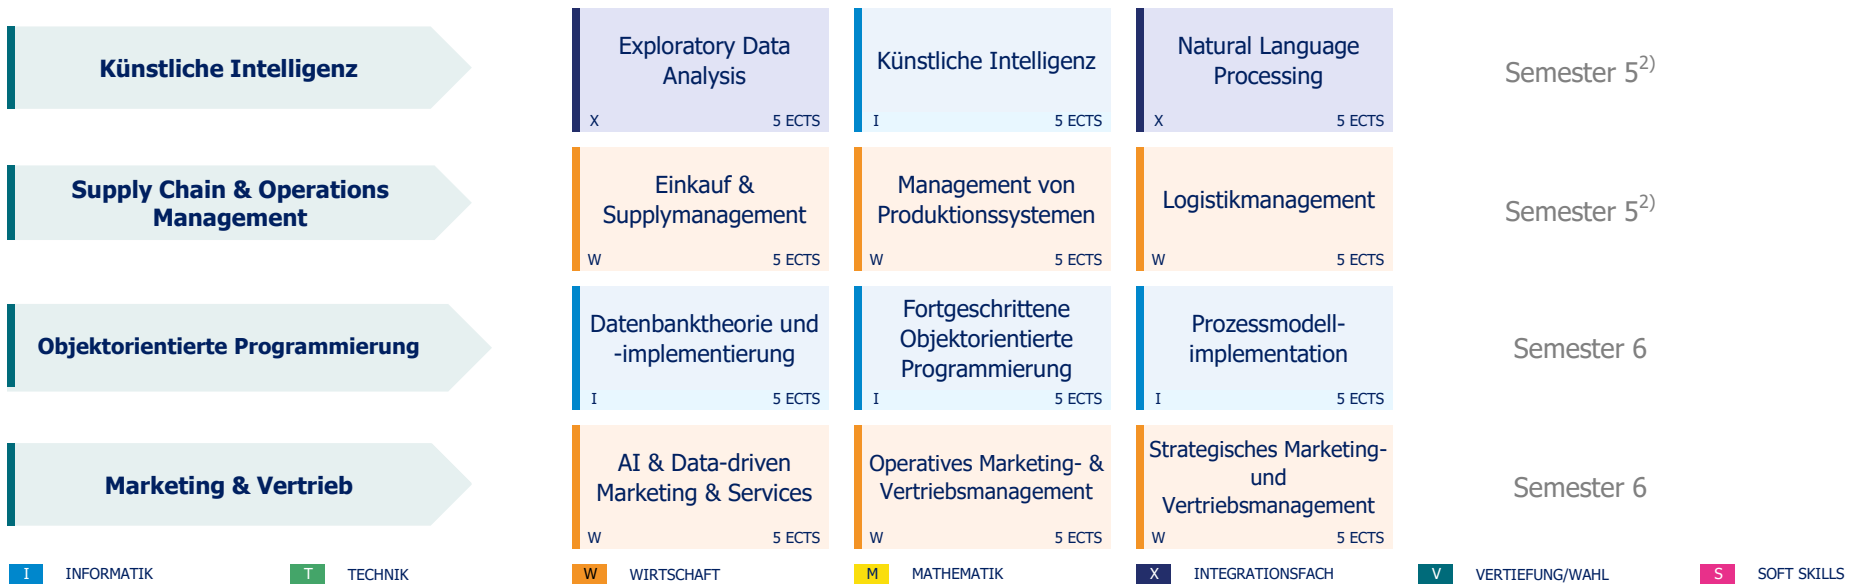 Künstliche Intelligenz
Exploratory Data
Analysis
X 5 ECTS
Künstliche Intelligenz
I 5 ECTS
Natural Language
Processing
X 5 ECTS
Semester 5²⁾
Supply Chain & Operations
Management
Einkauf &
Supplymanagement
W 5 ECTS
Management von
Produktionssystemen
W 5 ECTS
Logistikmanagement
W 5 ECTS
Semester 5²⁾
Objektorientierte Programmierung
Datenbanktheorie und
-implementierung
I 5 ECTS
Fortgeschrittene
Objektorientierte
Programmierung
I 5 ECTS
Prozessmodell-
implementation
I 5 ECTS
Semester 6
Marketing & Vertrieb
AI & Data-driven
Marketing & Services
W 5 ECTS
Operatives Marketing- &
Vertriebsmanagement
W 5 ECTS
Strategisches Marketing-
und
Vertriebsmanagement
W 5 ECTS
Semester 6
I INFORMATIK
T TECHNIK
W WIRTSCHAFT
M MATHEMATIK
X INTEGRATIONSFACH
V VERTIEFUNG/WAHL
S SOFT SKILLS